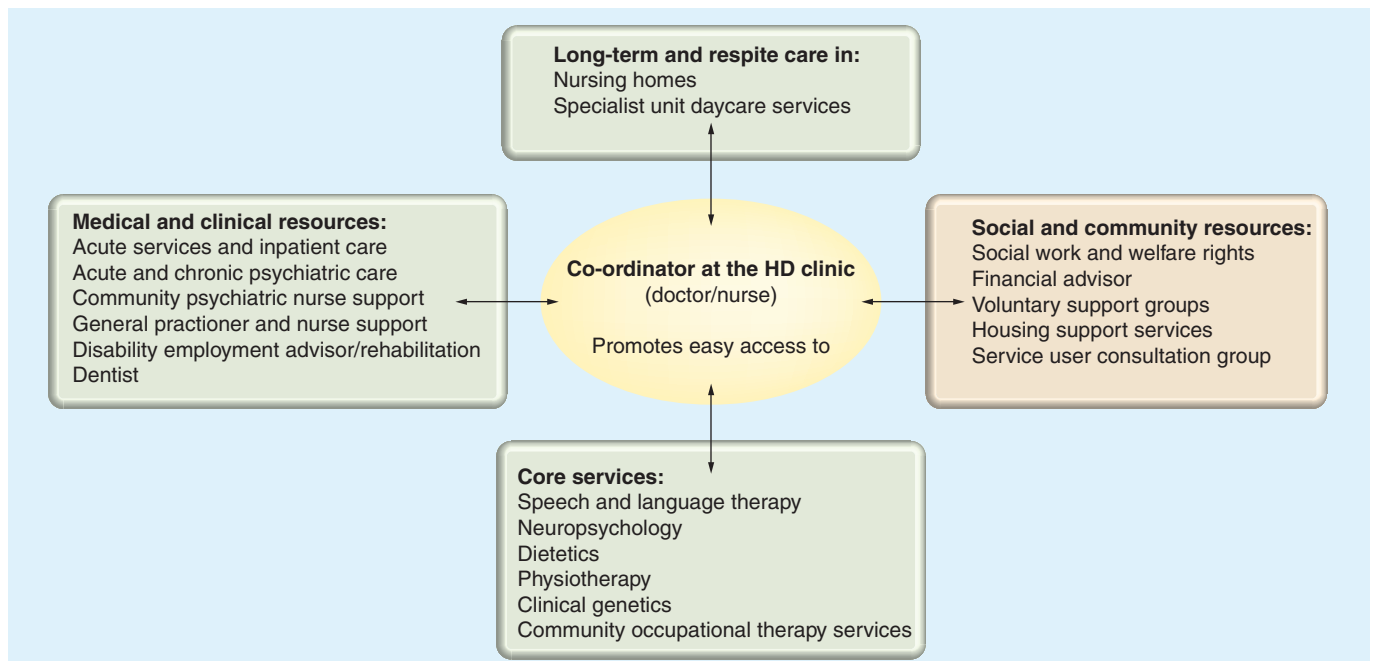 Long-term and respite care in:
Nursing homes
Specialist unit daycare services
Medical and clinical resources:
Acute services and inpatient care
Acute and chronic psychiatric care
Community psychiatric nurse support
General practioner and nurse support
Disability employment advisor/rehabilitation
Dentist
Co-ordinator at the HD clinic
(doctor/nurse)
Promotes easy access to
Social and community resources:
Social work and welfare rights
Financial advisor
Voluntary support groups
Housing support services
Service user consultation group
Core services:
Speech and language therapy
Neuropsychology
Dietetics
Physiotherapy
Clinical genetics
Community occupational therapy services